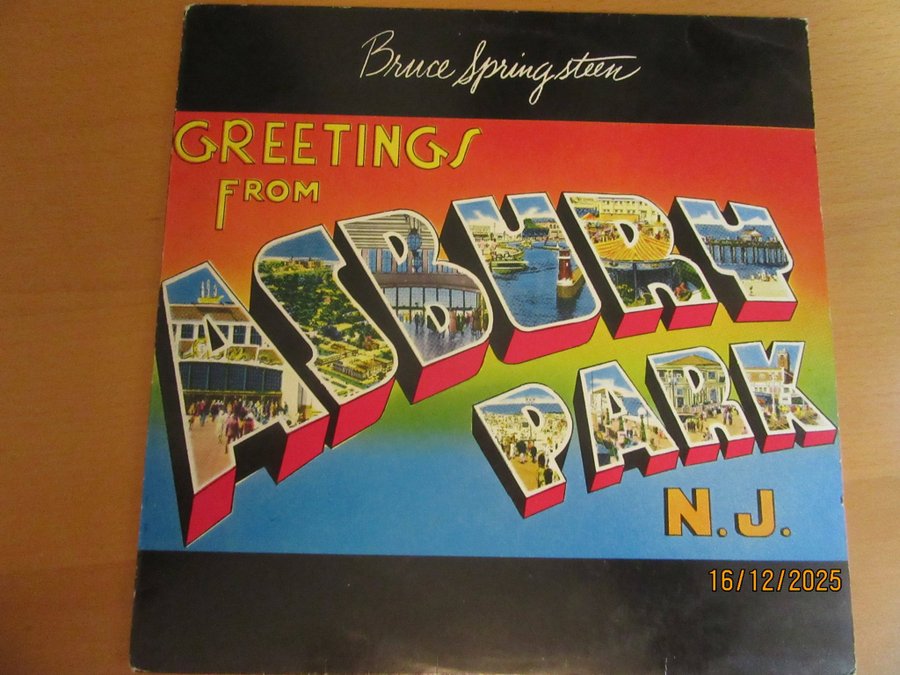 Bruce Springsteen
GREETINGS
FROM
ASBURY
PARK
N.J.
16/12/2025